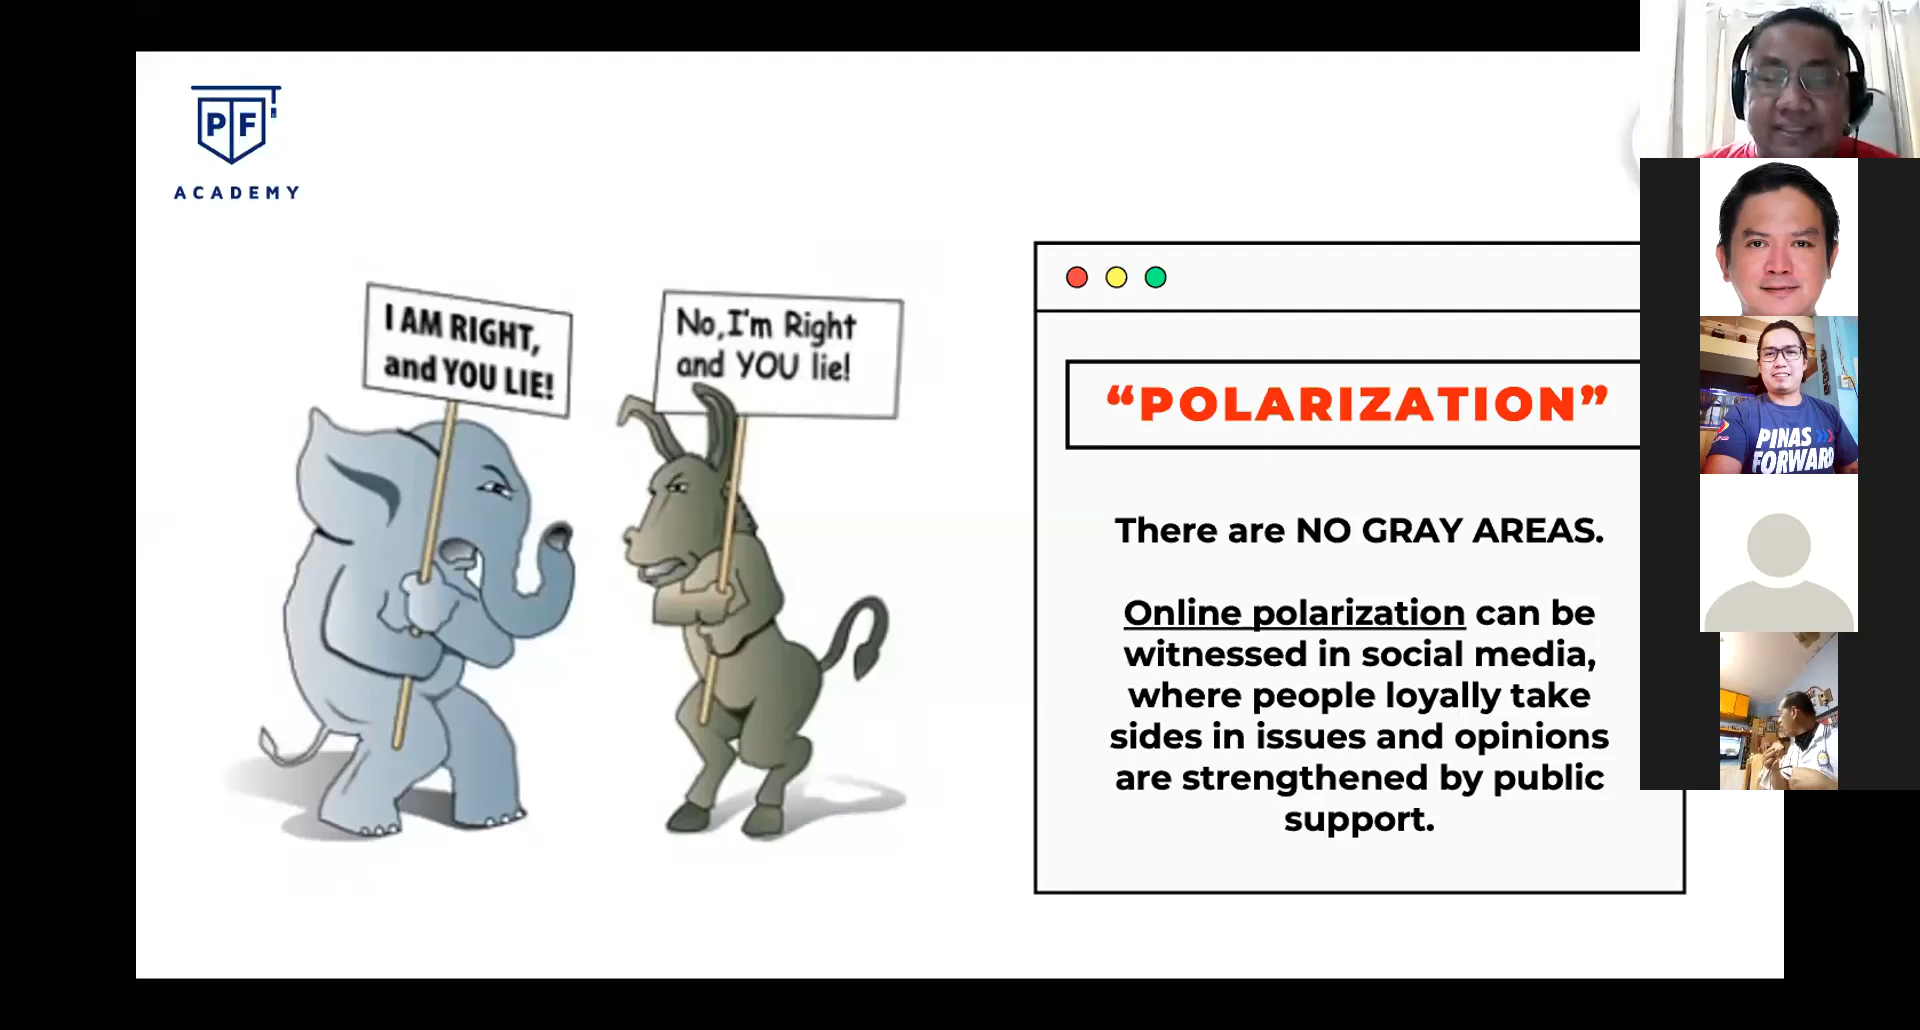 PF
ACADEMY
I AM RIGHT,
and YOU LIE!
No,I'm Right
and YOU lie!
“POLARIZATION”
There are NO GRAY AREAS.
Online polarization can be
witnessed in social media,
where people loyally take
sides in issues and opinions
are strengthened by public
support.
PINAS
FORWARD